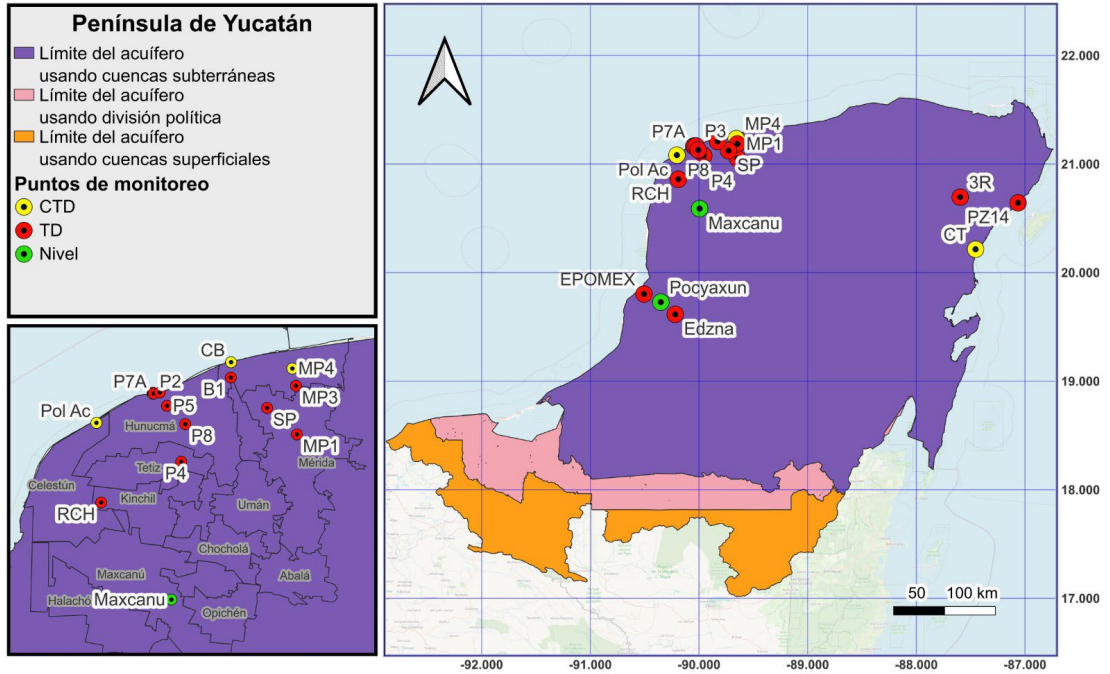 Península de Yucatán
Límite del acuífero
usando cuencas subterráneas
Límite del acuífero
usando división política
Límite del acuífero
usando cuencas superficiales
Puntos de monitoreo
CTD
TD
Nivel
CB
P7A
P2
B1
MP4
MP3
Pol Ac
P5
SP
Hunucmá
P8
MP1
Mérida
Tetiz
P4
Celestún
Kinchil
RCH
Umán
Chocholá
Maxcanú
Abalá
Halachó
Maxcanu
Opichén
P7A
P3
MP4
MP1
Pol Ac
P8
SP
RCH
P4
Maxcanu
3R
PZ14
CT
EPOMEX
Pocyaxun
Edzna
22.000
21.000
20.000
19.000
18.000
17.000
50 100 km
-92.000 -91.000 -90.000 -89.000 -88.000 -87.000